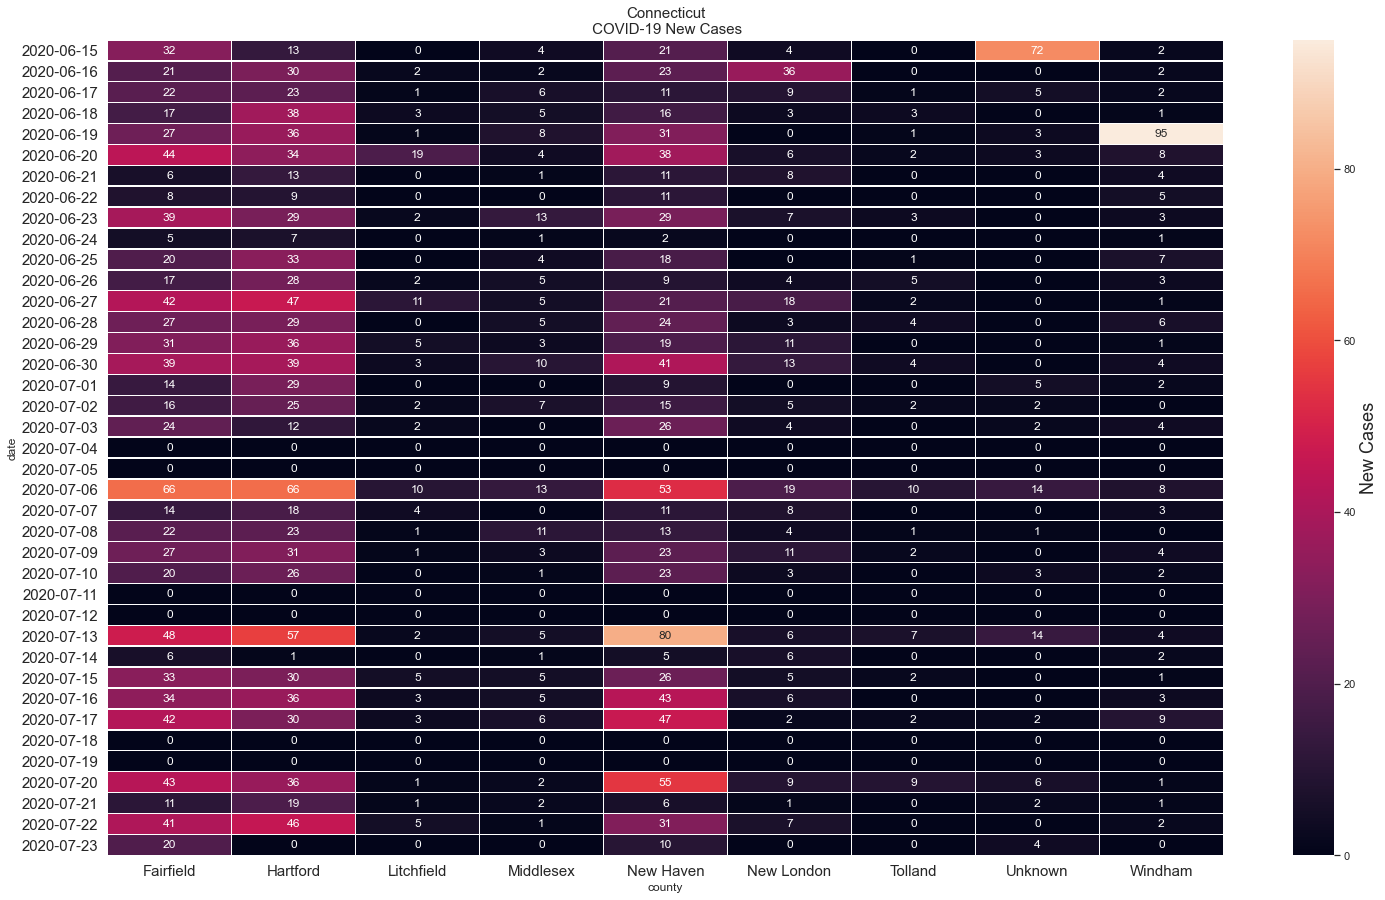 Connecticut
COVID-19 New Cases
2020-06-15 32 13 0 4 21 4 0 72 2
2020-06-16 21 30 2 2 23 36 0 0 2
2020-06-17 22 23 1 6 11 9 1 5 2
2020-06-18 17 38 3 5 16 3 3 0 1
2020-06-19 27 36 1 8 31 0 1 3 95
2020-06-20 44 34 19 4 38 6 2 3 8
2020-06-21 6 13 0 1 11 8 0 0 4
2020-06-22 8 9 0 0 11 0 0 0 5
2020-06-23 39 29 2 13 29 7 3 0 3
2020-06-24 5 7 0 1 2 0 0 0 1
2020-06-25 20 33 0 4 18 0 1 0 7
2020-06-26 17 28 2 5 9 4 5 0 3
2020-06-27 42 47 11 5 21 18 2 0 1
2020-06-28 27 29 0 5 24 3 4 0 6
2020-06-29 31 36 5 3 19 11 0 0 1
2020-06-30 39 39 3 10 41 13 4 0 4
2020-07-01 14 29 0 0 9 0 0 5 2
2020-07-02 16 25 2 7 15 5 2 2 0
2020-07-03 24 12 2 0 26 4 0 2 4
2020-07-04 0 0 0 0 0 0 0 0 0
2020-07-05 0 0 0 0 0 0 0 0 0
2020-07-06 66 66 10 13 53 19 10 14 8
2020-07-07 14 18 4 0 11 8 0 0 3
2020-07-08 22 23 1 11 13 4 1 1 0
2020-07-09 27 31 1 3 23 11 2 0 4
2020-07-10 20 26 0 1 23 3 0 3 2
2020-07-11 0 0 0 0 0 0 0 0 0
2020-07-12 0 0 0 0 0 0 0 0 0
2020-07-13 48 57 2 5 80 6 7 14 4
2020-07-14 6 1 0 1 5 6 0 0 2
2020-07-15 33 30 5 5 26 5 2 0 1
2020-07-16 34 36 3 5 43 6 0 0 3
2020-07-17 42 30 3 6 47 2 2 2 9
2020-07-18 0 0 0 0 0 0 0 0 0
2020-07-19 0 0 0 0 0 0 0 0 0
2020-07-20 43 36 1 2 55 9 9 6 1
2020-07-21 11 19 1 2 6 1 0 2 1
2020-07-22 41 46 5 1 31 7 0 0 2
2020-07-23 20 0 0 0 10 0 0 4 0
Fairfield Hartford Litchfield Middlesex New Haven New London Tolland Unknown Windham
county
date
80
60
40
20
0
New Cases